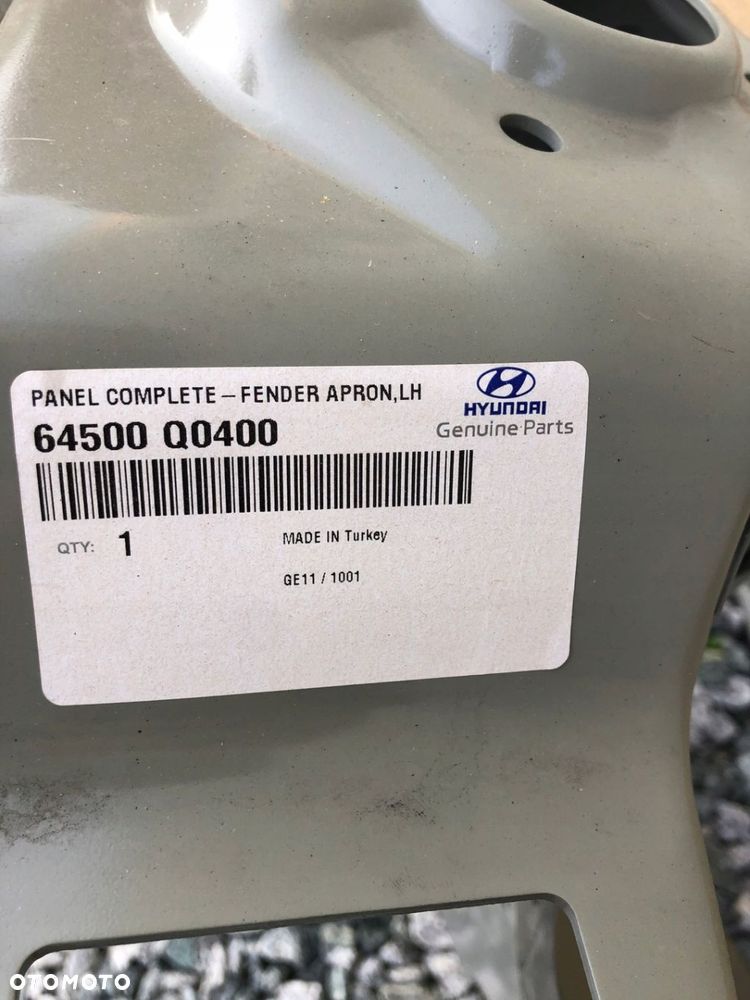 PANEL COMPLETE – FENDER APRON,LH
64500 Q0400
HYUNDAI
Genuine Parts
QTY: 1
MADE IN Turkey
GE11 / 1001
OTOMOTO